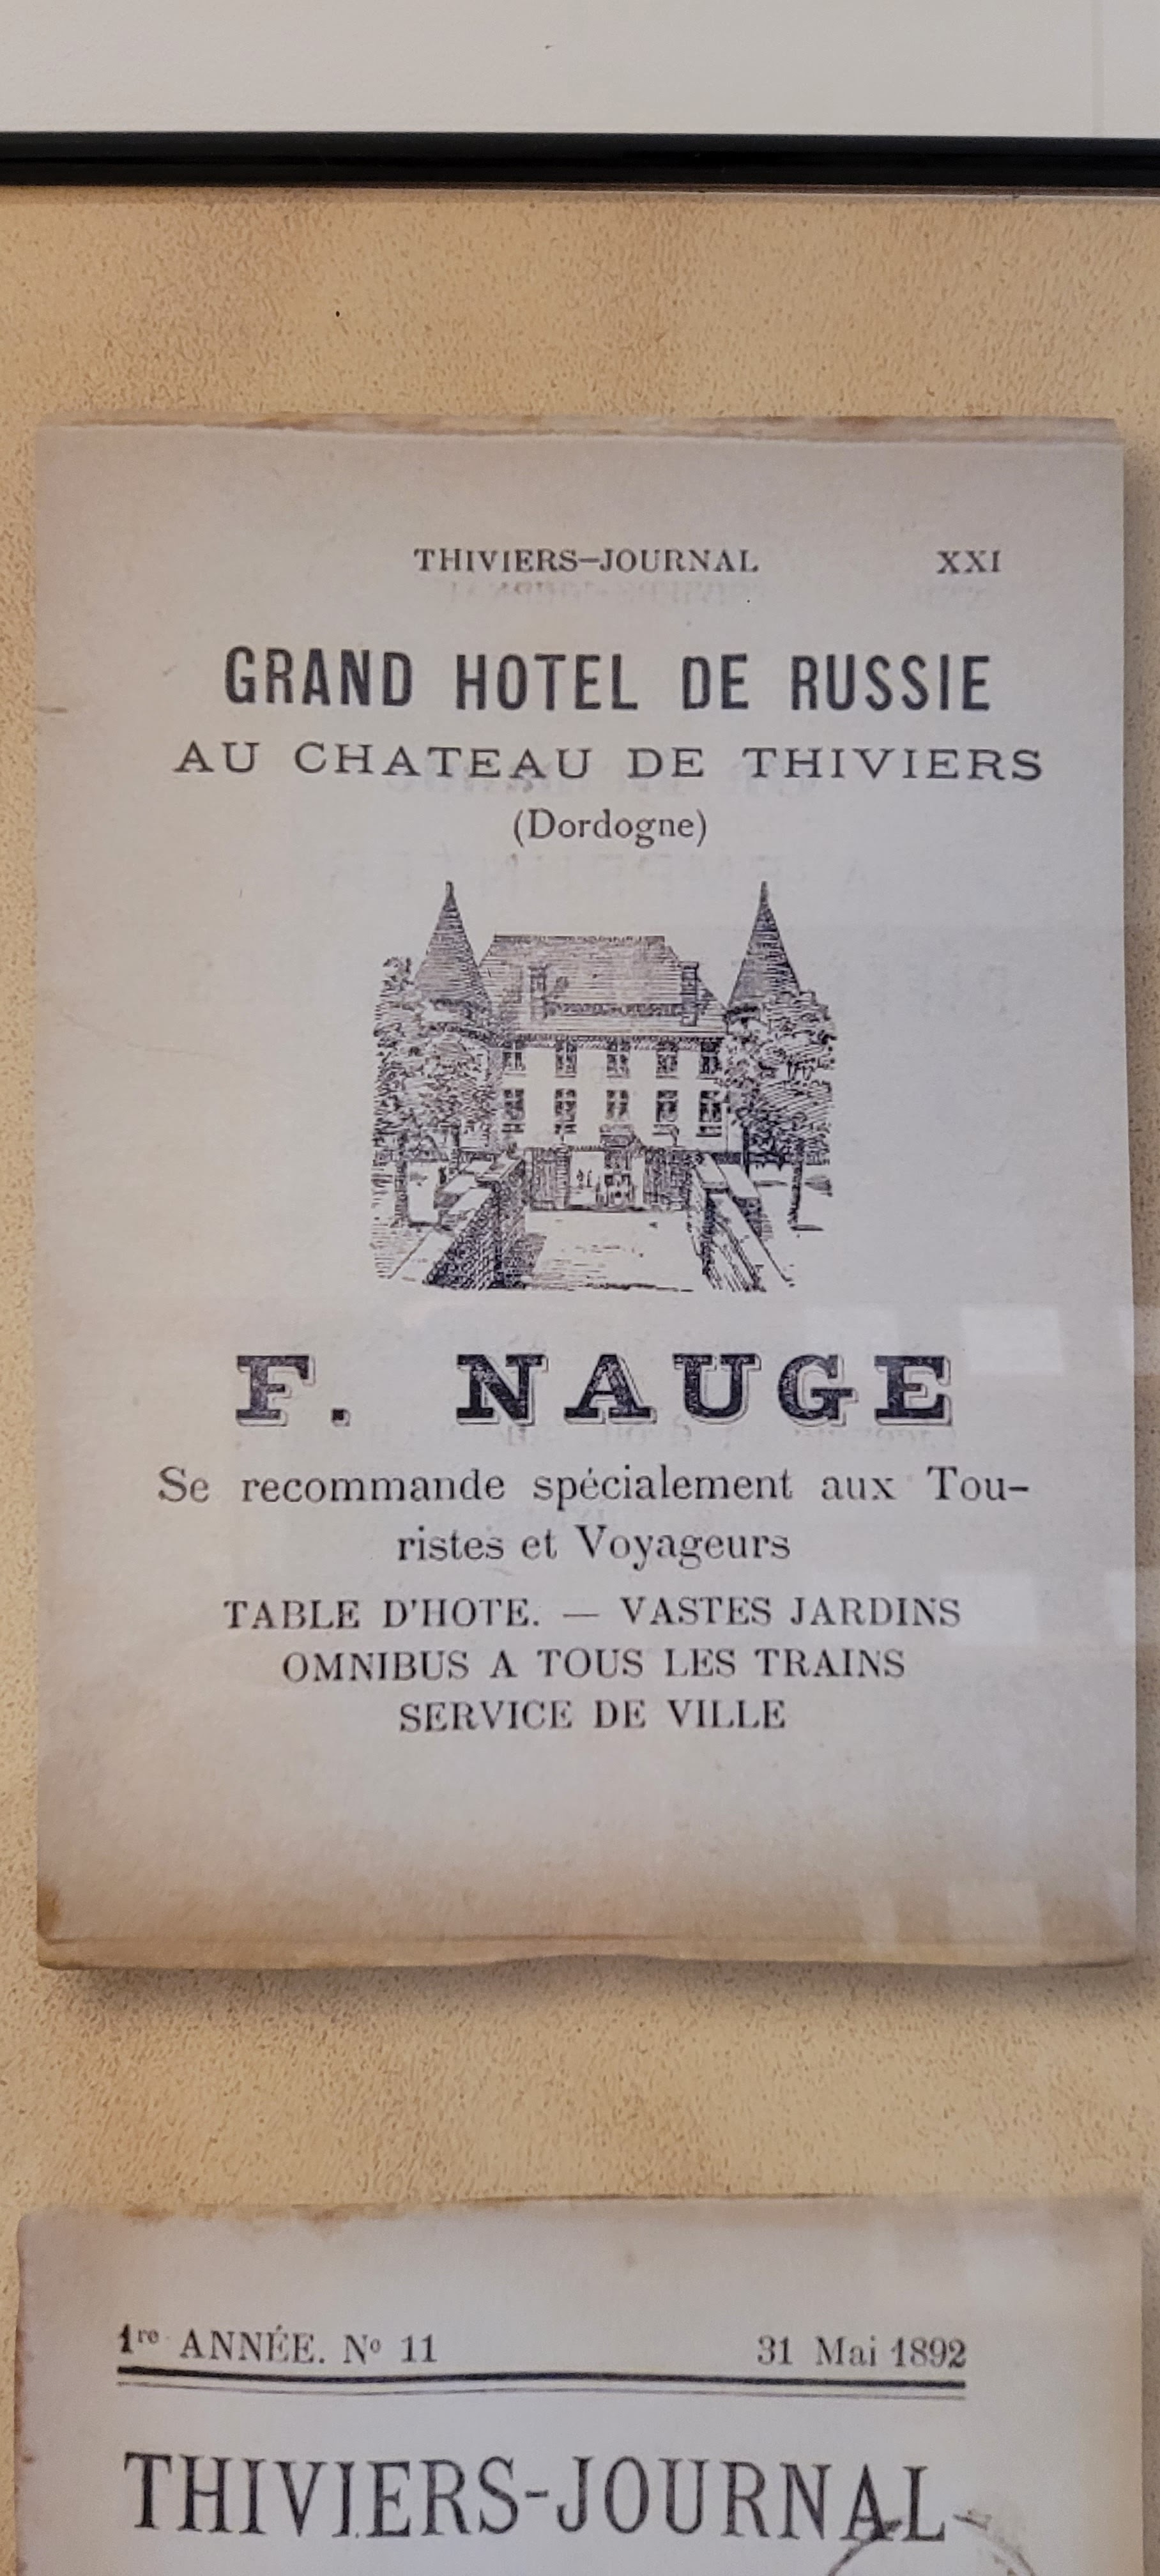 THIVIERS–JOURNAL XXI
GRAND HOTEL DE RUSSIE
AU CHATEAU DE THIVIERS
(Dordogne)
F. NAUGE
Se recommande spécialement aux Tou-
ristes et Voyageurs
TABLE D'HOTE. — VASTES JARDINS
OMNIBUS A TOUS LES TRAINS
SERVICE DE VILLE
1re ANNÉE. No 11 31 Mai 1892
THIVIERS-JOURNAL